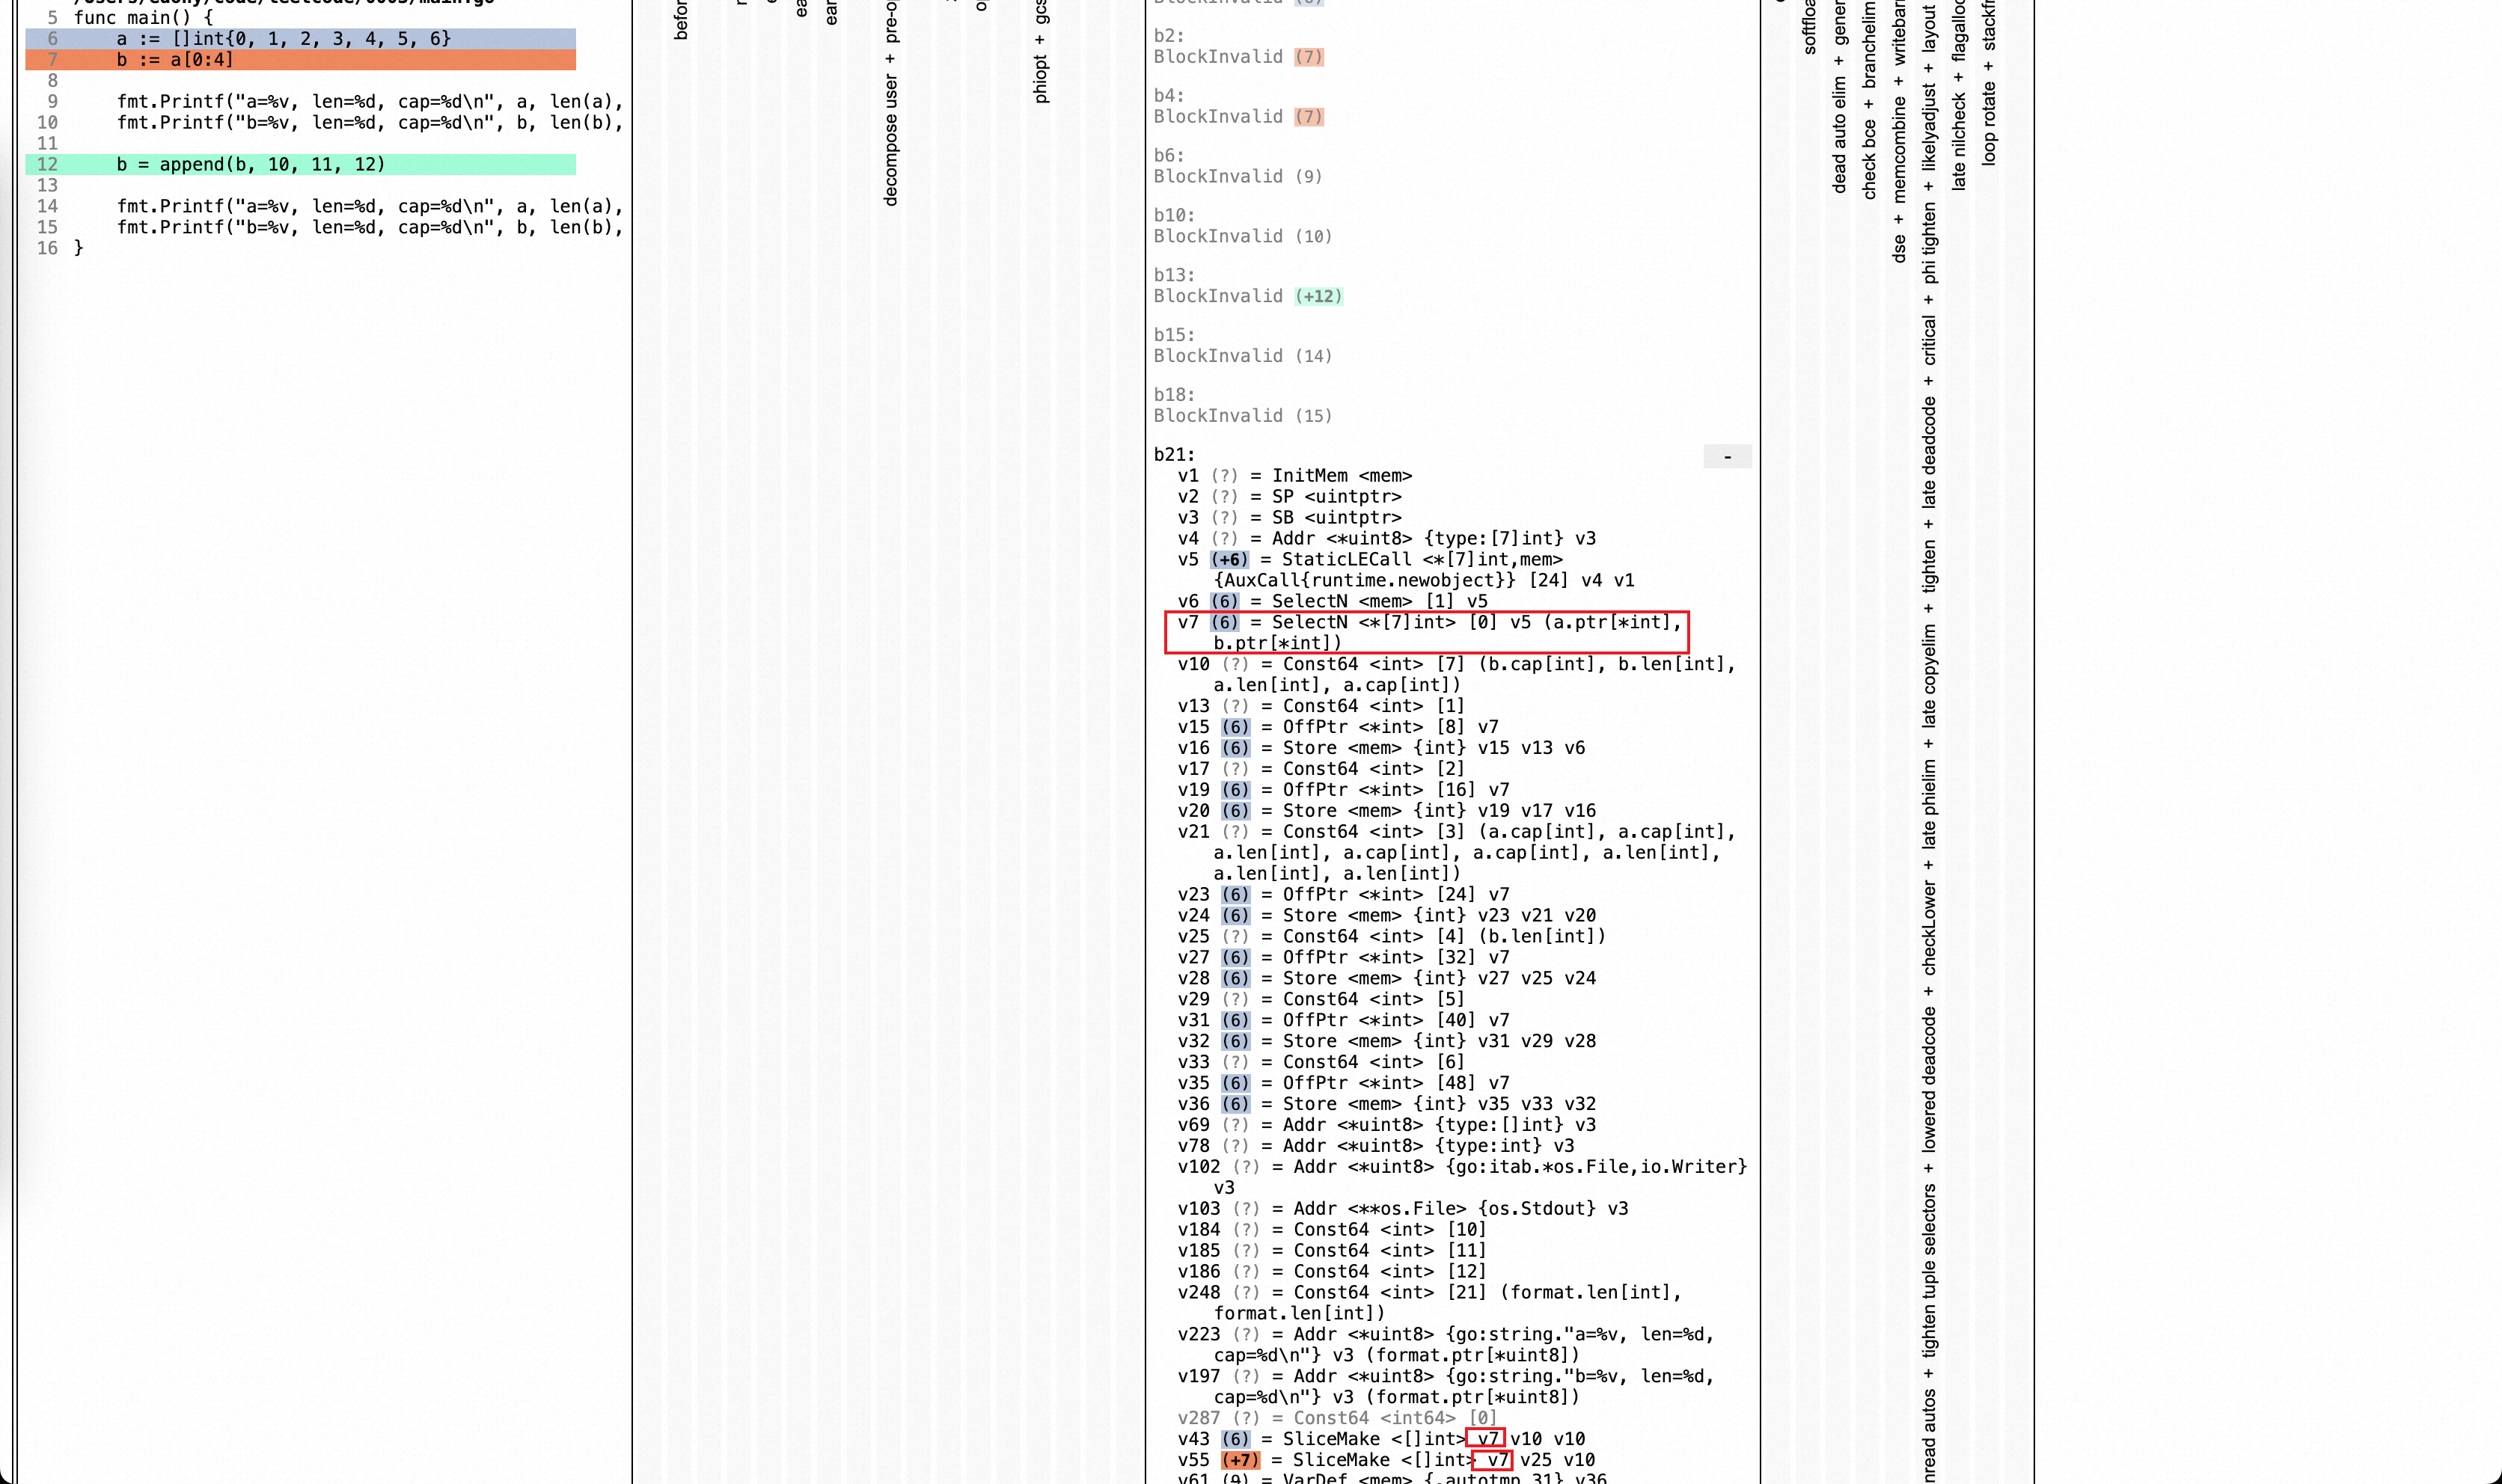 5 func main() {
6 a := []int{0, 1, 2, 3, 4, 5, 6}
7 b := a[0:4]
8
9 fmt.Printf("a=%v, len=%d, cap=%d\n", a, len(a),
10 fmt.Printf("b=%v, len=%d, cap=%d\n", b, len(b),
11
12 b = append(b, 10, 11, 12)
13
14 fmt.Printf("a=%v, len=%d, cap=%d\n", a, len(a),
15 fmt.Printf("b=%v, len=%d, cap=%d\n", b, len(b),
16 }
decompose user + pre-op
phiopt + gcs
b2:
BlockInvalid (7)
b4:
BlockInvalid (7)
b6:
BlockInvalid (9)
b10:
BlockInvalid (10)
b13:
BlockInvalid (+12)
b15:
BlockInvalid (14)
b18:
BlockInvalid (15)
b21:
-
v1 (?) = InitMem <mem>
v2 (?) = SP <uintptr>
v3 (?) = SB <uintptr>
v4 (?) = Addr <*uint8> {type:[7]int} v3
v5 (+6) = StaticLECall <*[7]int,mem>
{AuxCall{runtime.newobject}} [24] v4 v1
v6 (6) = SelectN <mem> [1] v5
v7 (6) = SelectN <*[7]int> [0] v5 (a.ptr[*int],
b.ptr[*int])
v10 (?) = Const64 <int> [7] (b.cap[int], b.len[int],
a.len[int], a.cap[int])
v13 (?) = Const64 <int> [1]
v15 (6) = OffPtr <*int> [8] v7
v16 (6) = Store <mem> {int} v15 v13 v6
v17 (?) = Const64 <int> [2]
v19 (6) = OffPtr <*int> [16] v7
v20 (6) = Store <mem> {int} v19 v17 v16
v21 (?) = Const64 <int> [3] (a.cap[int], a.cap[int],
a.len[int], a.cap[int], a.cap[int], a.len[int],
a.len[int], a.len[int])
v23 (6) = OffPtr <*int> [24] v7
v24 (6) = Store <mem> {int} v23 v21 v20
v25 (?) = Const64 <int> [4] (b.len[int])
v27 (6) = OffPtr <*int> [32] v7
v28 (6) = Store <mem> {int} v27 v25 v24
v29 (?) = Const64 <int> [5]
v31 (6) = OffPtr <*int> [40] v7
v32 (6) = Store <mem> {int} v31 v29 v28
v33 (?) = Const64 <int> [6]
v35 (6) = OffPtr <*int> [48] v7
v36 (6) = Store <mem> {int} v35 v33 v32
v69 (?) = Addr <*uint8> {type:[]int} v3
v78 (?) = Addr <*uint8> {type:int} v3
v102 (?) = Addr <*uint8> {go:itab.*os.File,io.Writer}
v3
v103 (?) = Addr <**os.File> {os.Stdout} v3
v184 (?) = Const64 <int> [10]
v185 (?) = Const64 <int> [11]
v186 (?) = Const64 <int> [12]
v248 (?) = Const64 <int> [21] (format.len[int],
format.len[int])
v223 (?) = Addr <*uint8> {go:string."a=%v, len=%d,
cap=%d\n"} v3 (format.ptr[*uint8])
v197 (?) = Addr <*uint8> {go:string."b=%v, len=%d,
cap=%d\n"} v3 (format.ptr[*uint8])
v287 (?) = Const64 <int64> [0]
v43 (6) = SliceMake <[]int> v7 v10 v10
v55 (+7) = SliceMake <[]int> v7 v25 v10
v61 (9) = VarDef <mem> {.autotmp_31} v36
dead auto elim + gener
check bce + branchelim
dse + memcombine + writebar
nread autos + tighten tuple selectors + lowered deadcode + checkLower + late phielim + late copyelim + tighten + late deadcode + critical + phi tighten + likelyadjust + layout
late nilcheck + flagalloc
loop rotate + stackfr